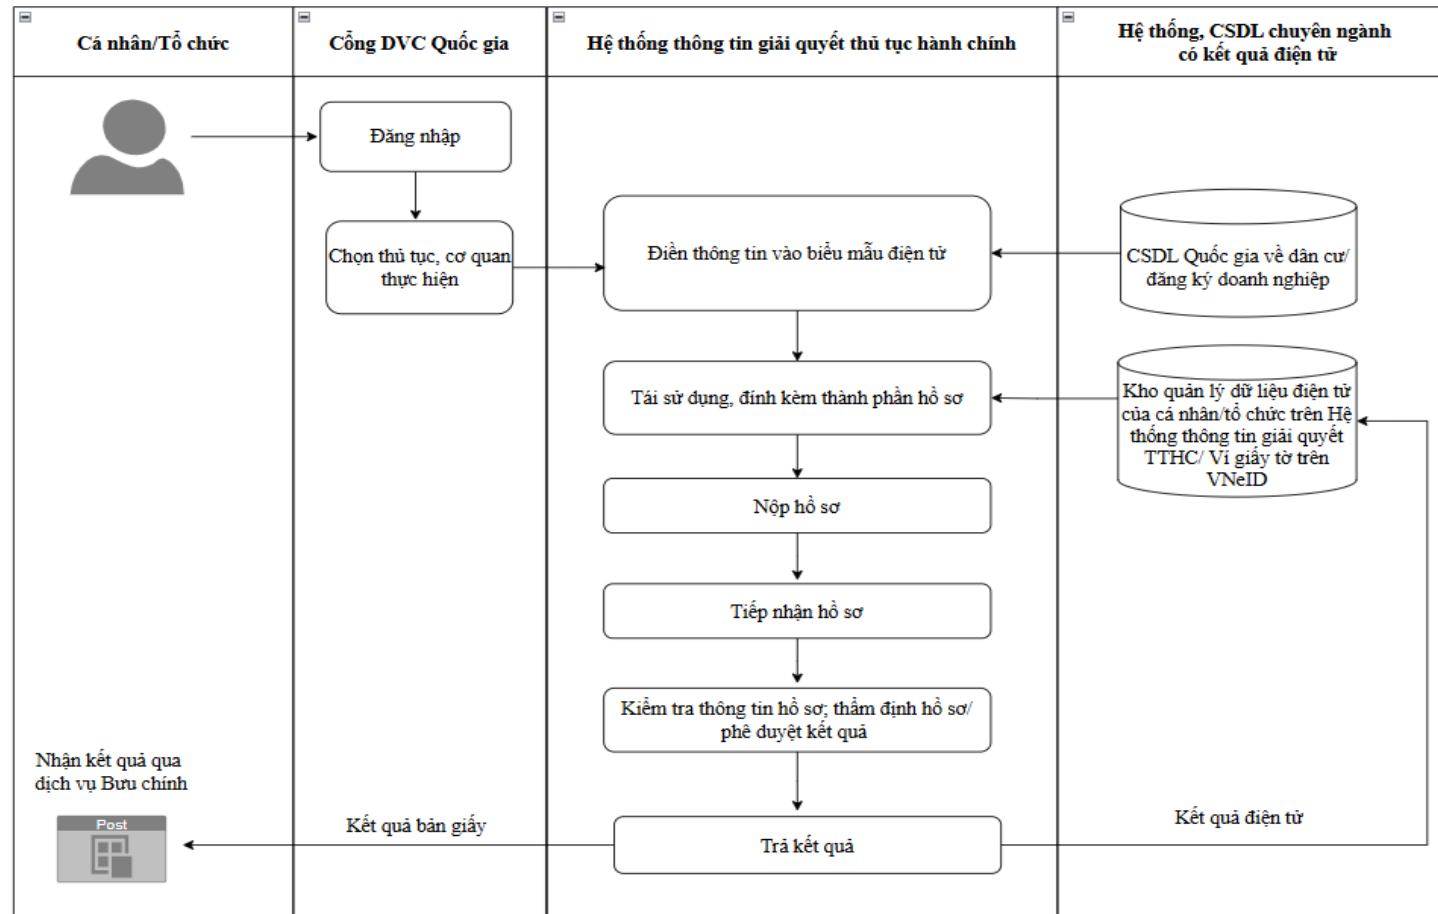 Cá nhân/Tổ chức
Cổng DVC Quốc gia
Hệ thống thông tin giải quyết thủ tục hành chính
Hệ thống, CSDL chuyên ngành
có kết quả điện tử
Đăng nhập
Chọn thủ tục, cơ quan
thực hiện
Điền thông tin vào biểu mẫu điện tử
CSDL Quốc gia về dân cư/
đăng ký doanh nghiệp
Tái sử dụng, đính kèm thành phần hồ sơ
Kho quản lý dữ liệu điện tử
của cá nhân/tổ chức trên Hệ
thống thông tin giải quyết
TTHC/ Ví giấy tờ trên
VNeID
Nộp hồ sơ
Tiếp nhận hồ sơ
Kiểm tra thông tin hồ sơ; thẩm định hồ sơ/
phê duyệt kết quả
Nhận kết quả qua
dịch vụ Bưu chính
Post
Kết quả bản giấy
Trả kết quả
Kết quả điện tử